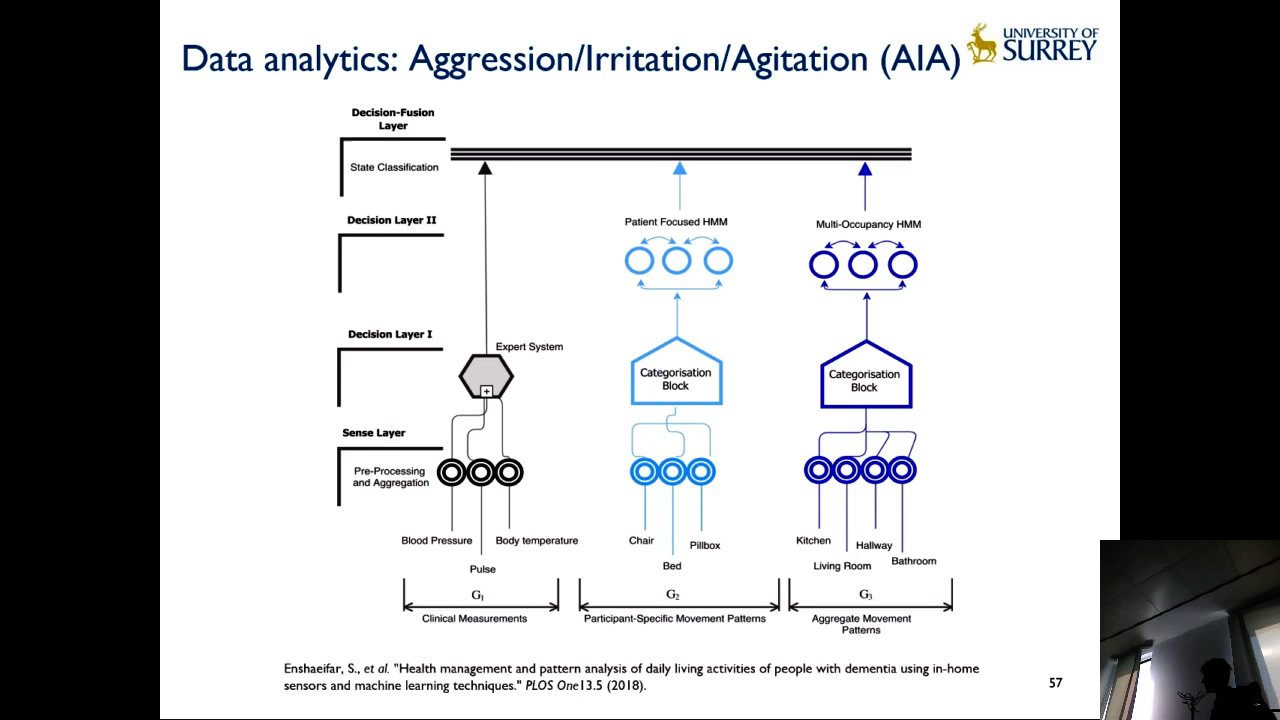 Data analytics: Aggression/Irritation/Agitation (AIA)
UNIVERSITY OF
SURREY
Decision-Fusion
Layer
State Classification
Decision Layer II
Patient Focused HMM
Multi-Occupancy HMM
Decision Layer I
Expert System
+
Categorisation
Block
Categorisation
Block
Sense Layer
Pre-Processing
and Aggregation
Blood Pressure
Pulse
Body temperature
Chair
Bed
Pillbox
Kitchen
Living Room
Hallway
Bathroom
G1
Clinical Measurements
G2
Participant-Specific Movement Patterns
G3
Aggregate Movement
Patterns
Enshaeifar, S., et al. "Health management and pattern analysis of daily living activities of people with dementia using in-home
sensors and machine learning techniques." PLOS One13.5 (2018).
57